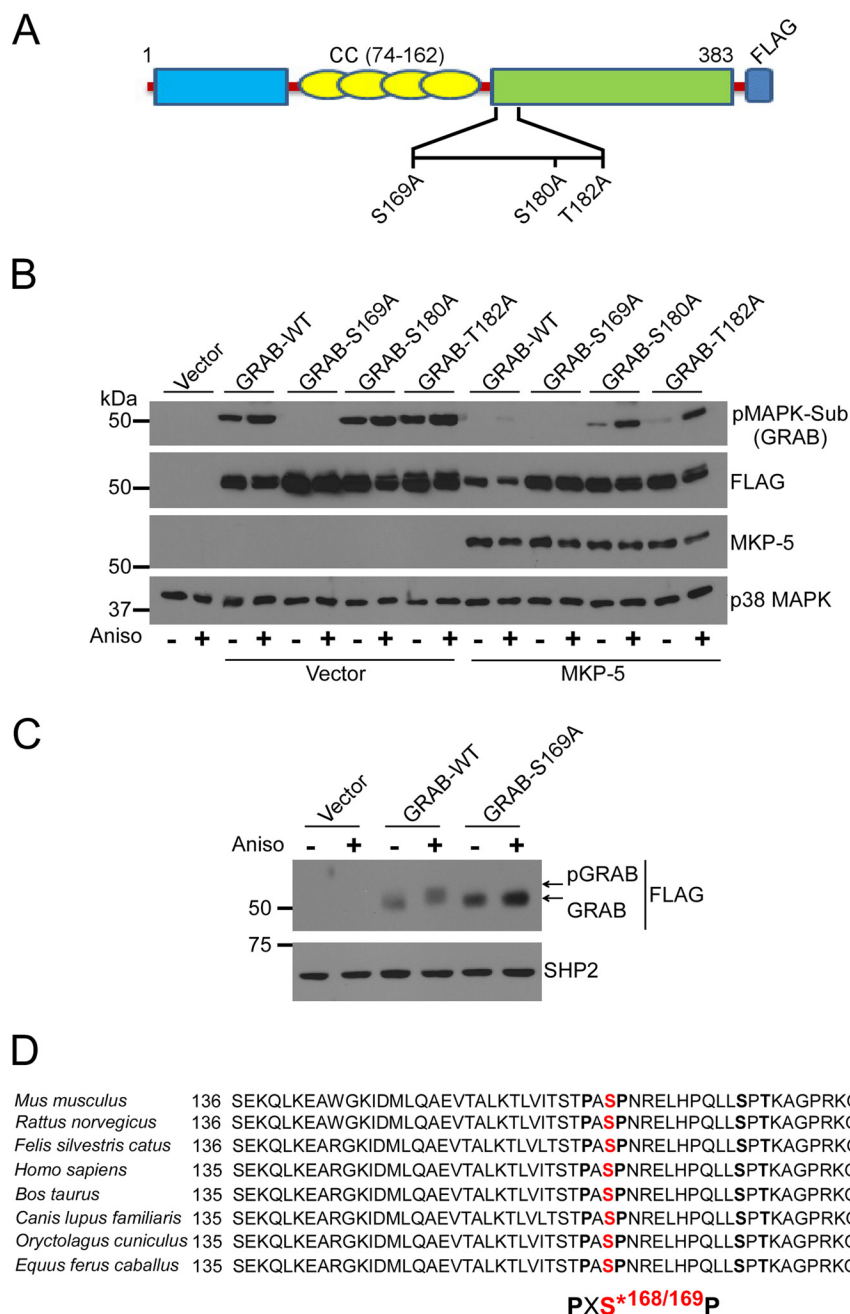 A
1 CC (74-162) 383 FLAG
S169A S180A T182A
B
Vector GRAB-WT GRAB-S169A GRAB-S180A GRAB-T182A GRAB-WT GRAB-S169A GRAB-S180A GRAB-T182A
kDa
50 pMAPK-Sub
(GRAB)
50 FLAG
MKP-5
50
37 p38 MAPK
Aniso - + - + - + - + - + - + - + - + - +
Vector MKP-5
C
Vector GRAB-WT GRAB-S169A
Aniso - + - + - +
pGRAB
50 GRAB FLAG
75
SHP2
D
Mus musculus 136 SEKQLKEAWGKIDMLQAEVTALKTLVITSTPASPNRELHPQLLSPTKAGPRK
Rattus norvegicus 136 SEKQLKEAWGKIDMLQAEVTALKTLVITSTPASPNRELHPQLLSPTKAGPRK
Felis silvestris catus 136 SEKQLKEARGKIDMLQAEVTALKTLVLTSTPASPNRELHPQLLSPTKAGPRK
Homo sapiens 135 SEKQLKEARGKIDMLQAEVTALKTLVITSTPASPNRELHPQLLSPTKAGPRK
Bos taurus 135 SEKQLKEARGKIDMLQAEVTALKTLVITSTPASPNRELHPQLLSPTKAGPRK
Canis lupus familiaris 135 SEKQLKEARGKIDMLQAEVTALKTLVLTSTPASPNRELHPQLLSPTKAGPRK
Oryctolagus cuniculus 135 SEKQLKEARGKIDMLQAEVTALKTLVITSTPASPNRELHPQLLSPTKAGPRK
Equus ferus caballus 135 SEKQLKEARGKIDMLQAEVTALKTLVITSTPASPNRELHPQLLSPTKAGPRK
PXS*168/169P